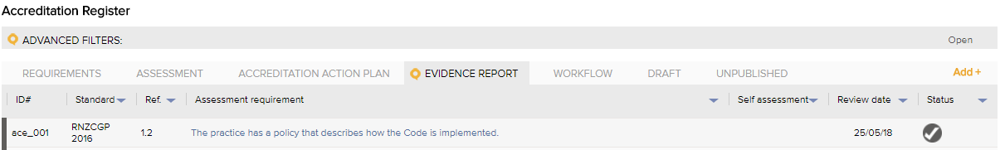 Accreditation Register
ADVANCED FILTERS: Open
REQUIREMENTS ASSESSMENT ACCREDITATION ACTION PLAN EVIDENCE REPORT WORKFLOW DRAFT UNPUBLISHED Add +
ID# Standard Ref. Assessment requirement Self assessment Review date Status
ace_001 RNZCGP 2016 1.2 The practice has a policy that describes how the Code is implemented. 25/05/18